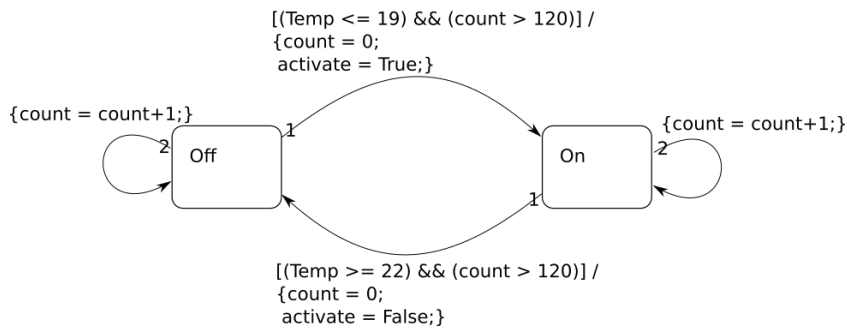 [(Temp <= 19) && (count > 120)] /
{count = 0;
activate = True;}
{count = count+1;}
1
2
Off
{count = count+1;}
2
On
1
[(Temp >= 22) && (count > 120)] /
{count = 0;
activate = False;}